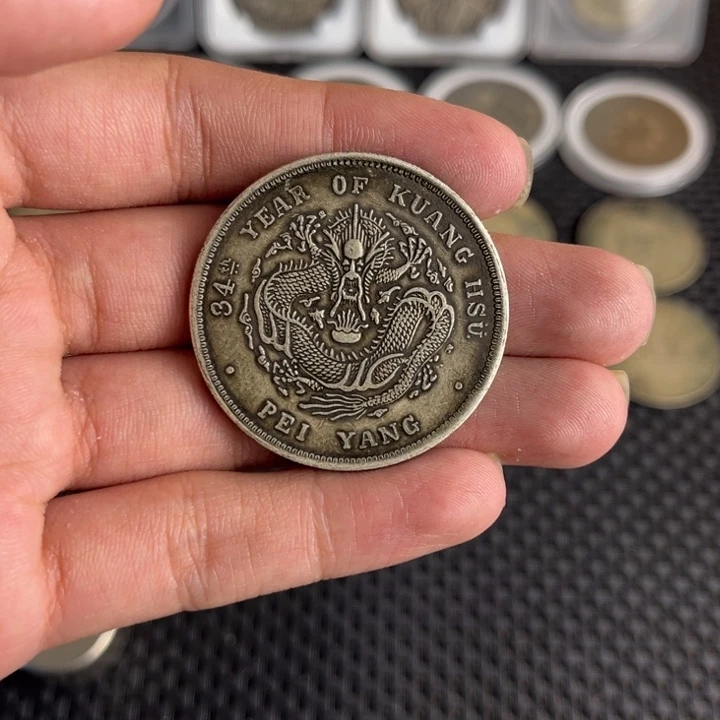 34th YEAR OF KUANG HSÜ.
PEI YANG